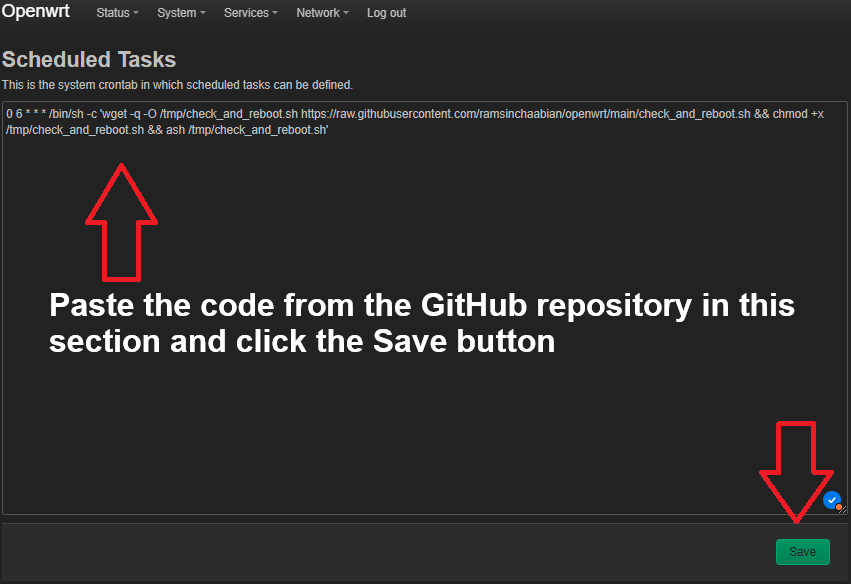 Openwrt Status System Services Network Log out
Scheduled Tasks
This is the system crontab in which scheduled tasks can be defined.
0 6 * * * /bin/sh -c 'wget -q -O /tmp/check_and_reboot.sh https://raw.githubusercontent.com/ramsinchaabian/openwrt/main/check_and_reboot.sh && chmod +x
/tmp/check_and_reboot.sh && ash /tmp/check_and_reboot.sh'
Paste the code from the GitHub repository in this
section and click the Save button
Save